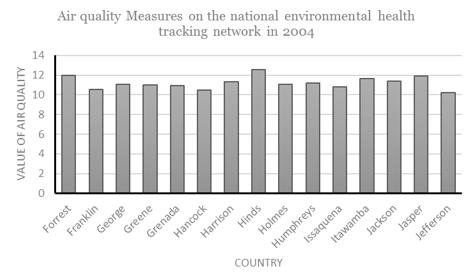 Air quality Measures on the national environmental health
tracking network in 2004
VALUE OF AIR QUALITY
14
12
10
8
6
4
2
0
Forrest
Franklin
George
Greene
Grenada
Hancock
Harrison
Hinds
Holmes
Humphreys
Issaquena
Itawamba
Jackson
Jasper
Jefferson
COUNTRY